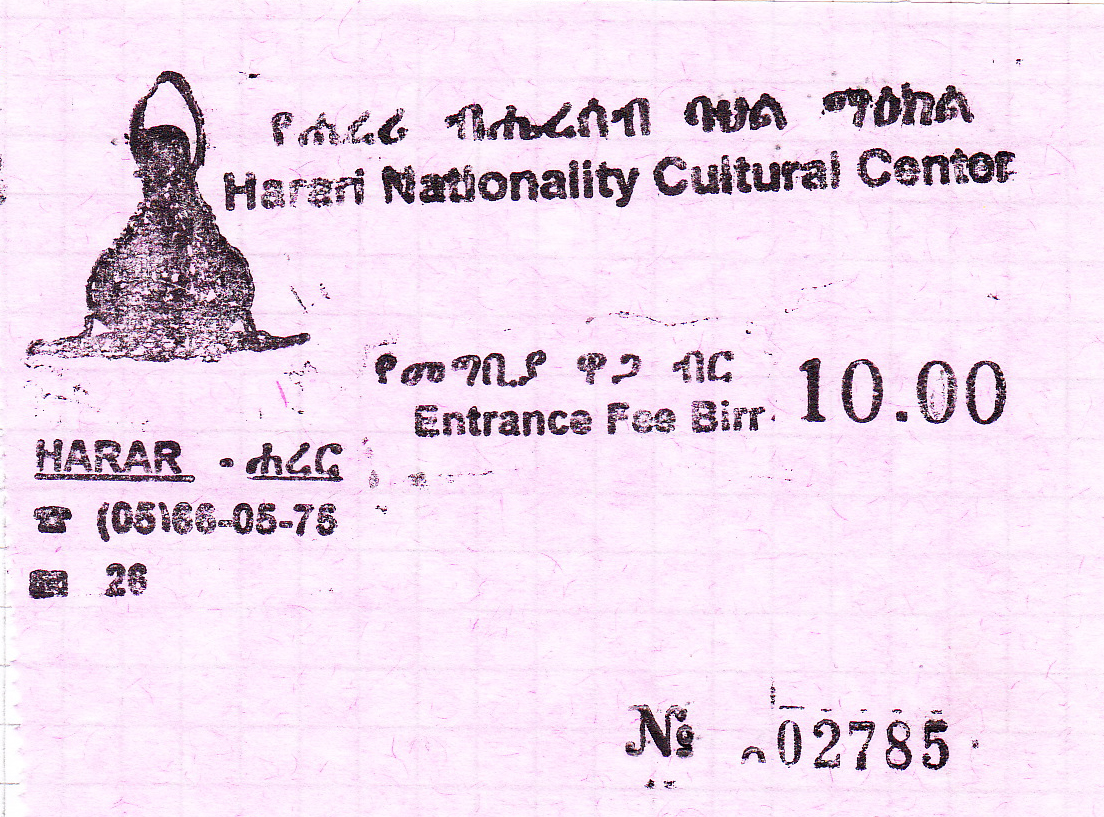 የሐረሪ ብሔረሰብ ባህል ማዕከል
Harari Nationality Cultural Center
የመግቢያ ዋጋ ብር 10.00
Entrance Fee Birr
HARAR - ሐረር
☎ (05)66-05-75
✉ 26
№ 02785